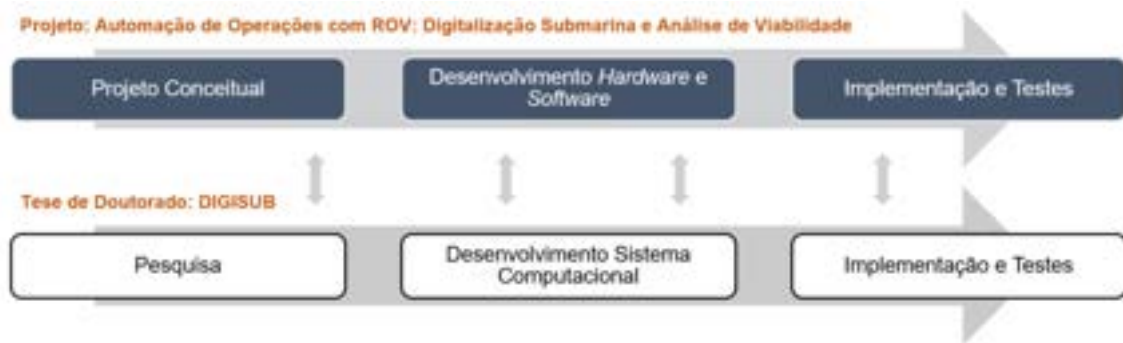 Projeto: Automação de Operações com ROV: Digitalização Submarina e Análise de Viabilidade
Projeto Conceitual
Desenvolvimento Hardware e
Software
Implementação e Testes
Tese de Doutorado: DIGISUB
Pesquisa
Desenvolvimento Sistema
Computacional
Implementação e Testes